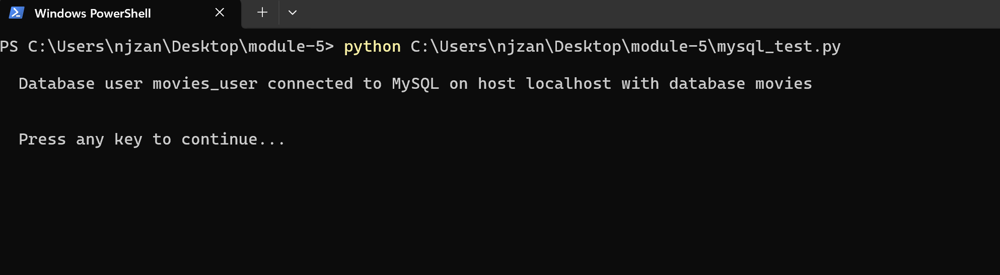 Windows PowerShell
PS C:\Users\njzan\Desktop\module-5> python C:\Users\njzan\Desktop\module-5\mysql_test.py
Database user movies_user connected to MySQL on host localhost with database movies
Press any key to continue...